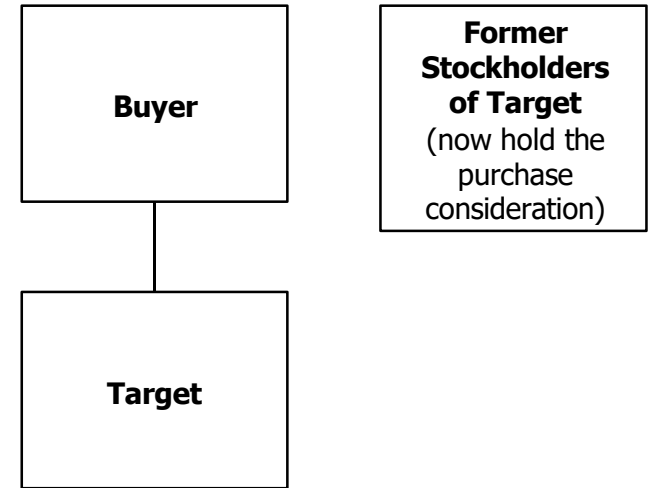 Buyer
Former
Stockholders
of Target
(now hold the
purchase
consideration)
Target